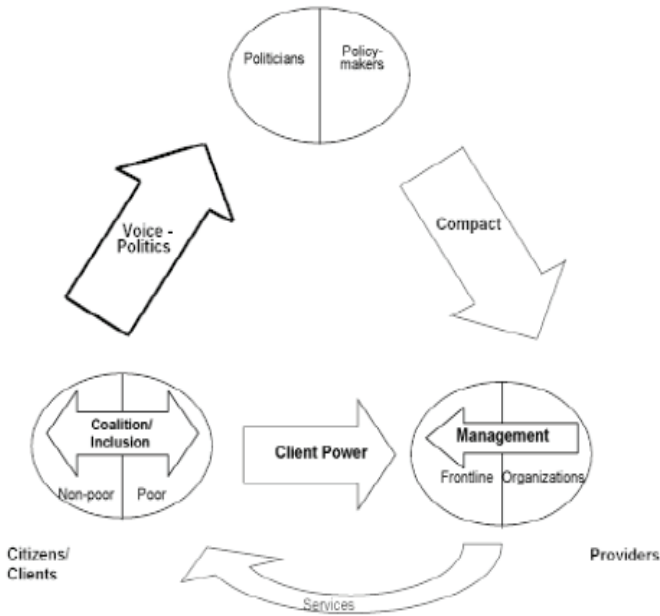 Politicians
Policy-
makers
Voice -
Politics
Compact
Coalition/
Inclusion
Non-poor
Poor
Client Power
Management
Frontline
Organizations
Citizens/
Clients
Providers
Services